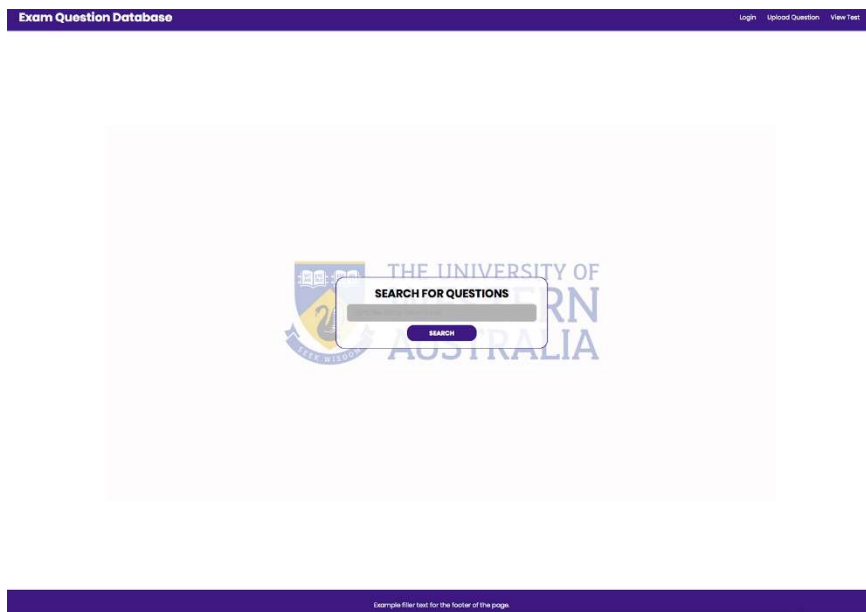 Exam Question Database
Login Upload Question View Test
THE UNIVERSITY OF
SEARCH FOR QUESTIONS
RN
SEARCH
AUSTRALIA
SEEK WISDOM
Example filler text for the footer of the page.